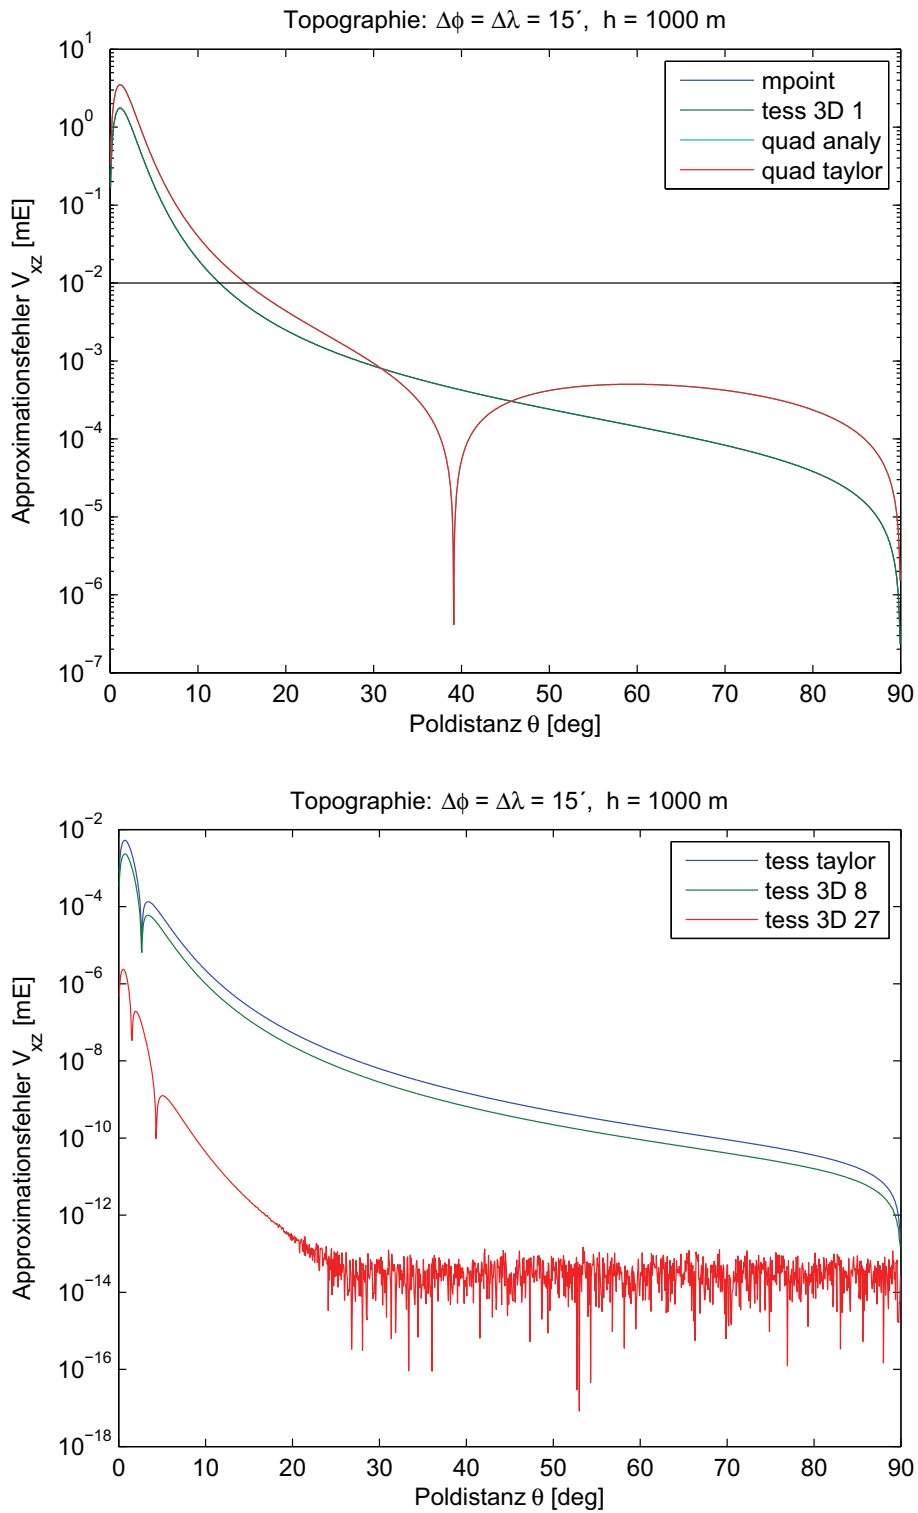 Topographie: Δϕ = Δλ = 15´, h = 1000 m
10^1
10^0
10^−1
10^−2
10^−3
10^−4
10^−5
10^−6
10^−7
Approximationsfehler V_xz [mE]
mpoint
tess 3D 1
quad analy
quad taylor
0 10 20 30 40 50 60 70 80 90
Poldistanz θ [deg]
Topographie: Δϕ = Δλ = 15´, h = 1000 m
10^−2
10^−4
10^−6
10^−8
10^−10
10^−12
10^−14
10^−16
10^−18
Approximationsfehler V_xz [mE]
tess taylor
tess 3D 8
tess 3D 27
0 10 20 30 40 50 60 70 80 90
Poldistanz θ [deg]